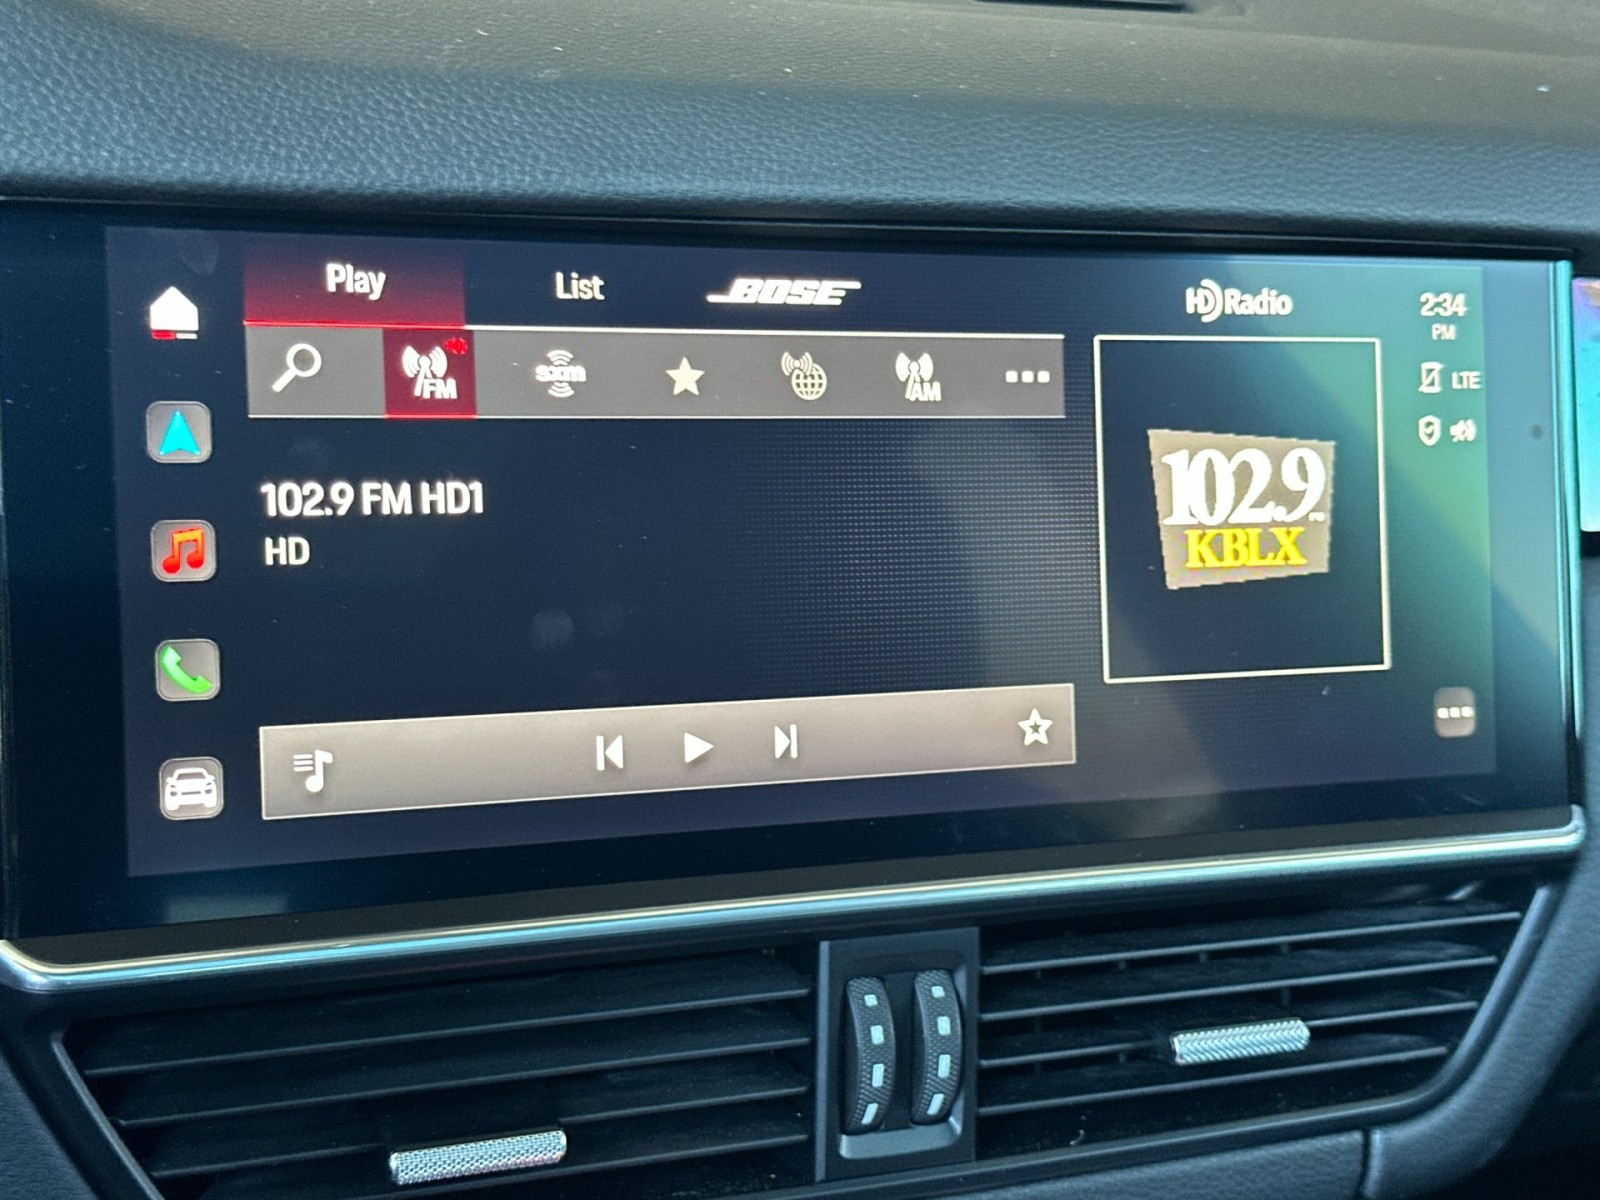 Play
List
BOSE
HD Radio
2:34
PM
FM
sxm
AM
LTE
102.9 FM HD1
HD
102.9
KBLX